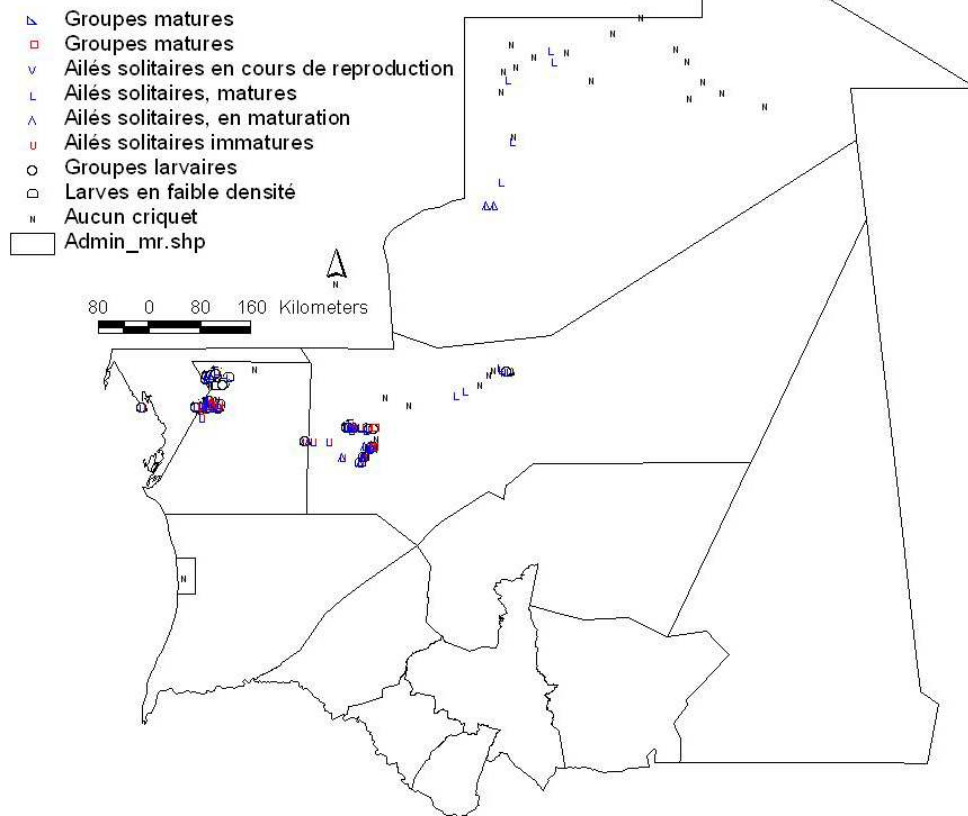 Groupes matures
Groupes matures
Ailés solitaires en cours de reproduction
Ailés solitaires, matures
Ailés solitaires, en maturation
Ailés solitaires immatures
Groupes larvaires
Larves en faible densité
N Aucun criquet
Admin_mr.shp
N
80 0 80 160 Kilometers